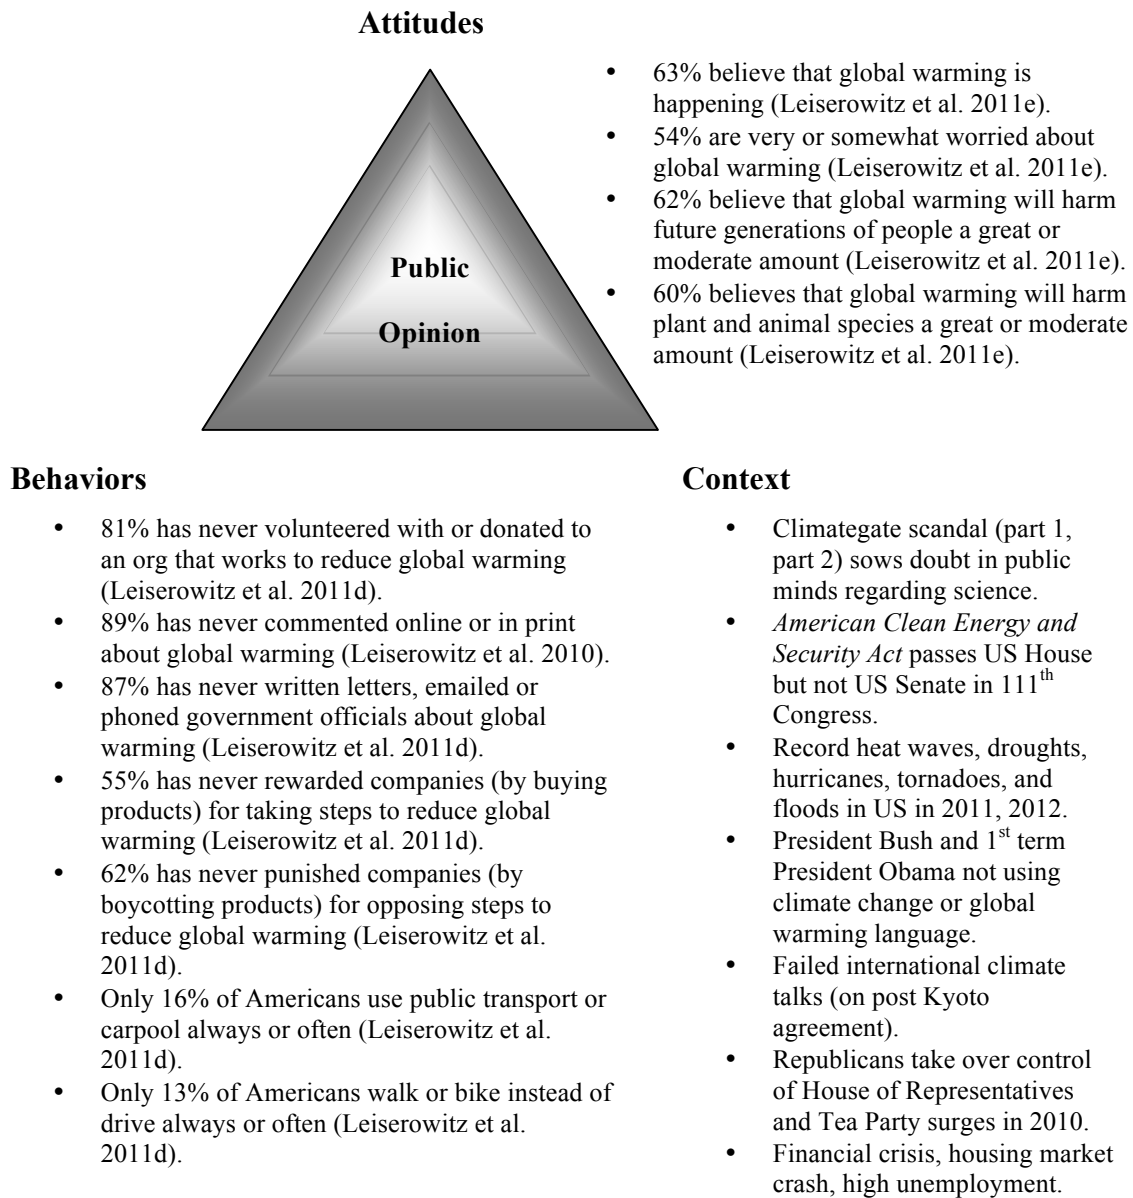 Attitudes
• 63% believe that global warming is
happening (Leiserowitz et al. 2011e).
• 54% are very or somewhat worried about
global warming (Leiserowitz et al. 2011e).
• 62% believe that global warming will harm
future generations of people a great or
moderate amount (Leiserowitz et al. 2011e).
• 60% believes that global warming will harm
plant and animal species a great or moderate
amount (Leiserowitz et al. 2011e).
Public
Opinion
Behaviors
• 81% has never volunteered with or donated to
an org that works to reduce global warming
(Leiserowitz et al. 2011d).
• 89% has never commented online or in print
about global warming (Leiserowitz et al. 2010).
• 87% has never written letters, emailed or
phoned government officials about global
warming (Leiserowitz et al. 2011d).
• 55% has never rewarded companies (by buying
products) for taking steps to reduce global
warming (Leiserowitz et al. 2011d).
• 62% has never punished companies (by
boycotting products) for opposing steps to
reduce global warming (Leiserowitz et al.
2011d).
• Only 16% of Americans use public transport or
carpool always or often (Leiserowitz et al.
2011d).
• Only 13% of Americans walk or bike instead of
drive always or often (Leiserowitz et al.
2011d).
Context
• Climategate scandal (part 1,
part 2) sows doubt in public
minds regarding science.
• American Clean Energy and
Security Act passes US House
but not US Senate in 111th
Congress.
• Record heat waves, droughts,
hurricanes, tornadoes, and
floods in US in 2011, 2012.
• President Bush and 1st term
President Obama not using
climate change or global
warming language.
• Failed international climate
talks (on post Kyoto
agreement).
• Republicans take over control
of House of Representatives
and Tea Party surges in 2010.
• Financial crisis, housing market
crash, high unemployment.